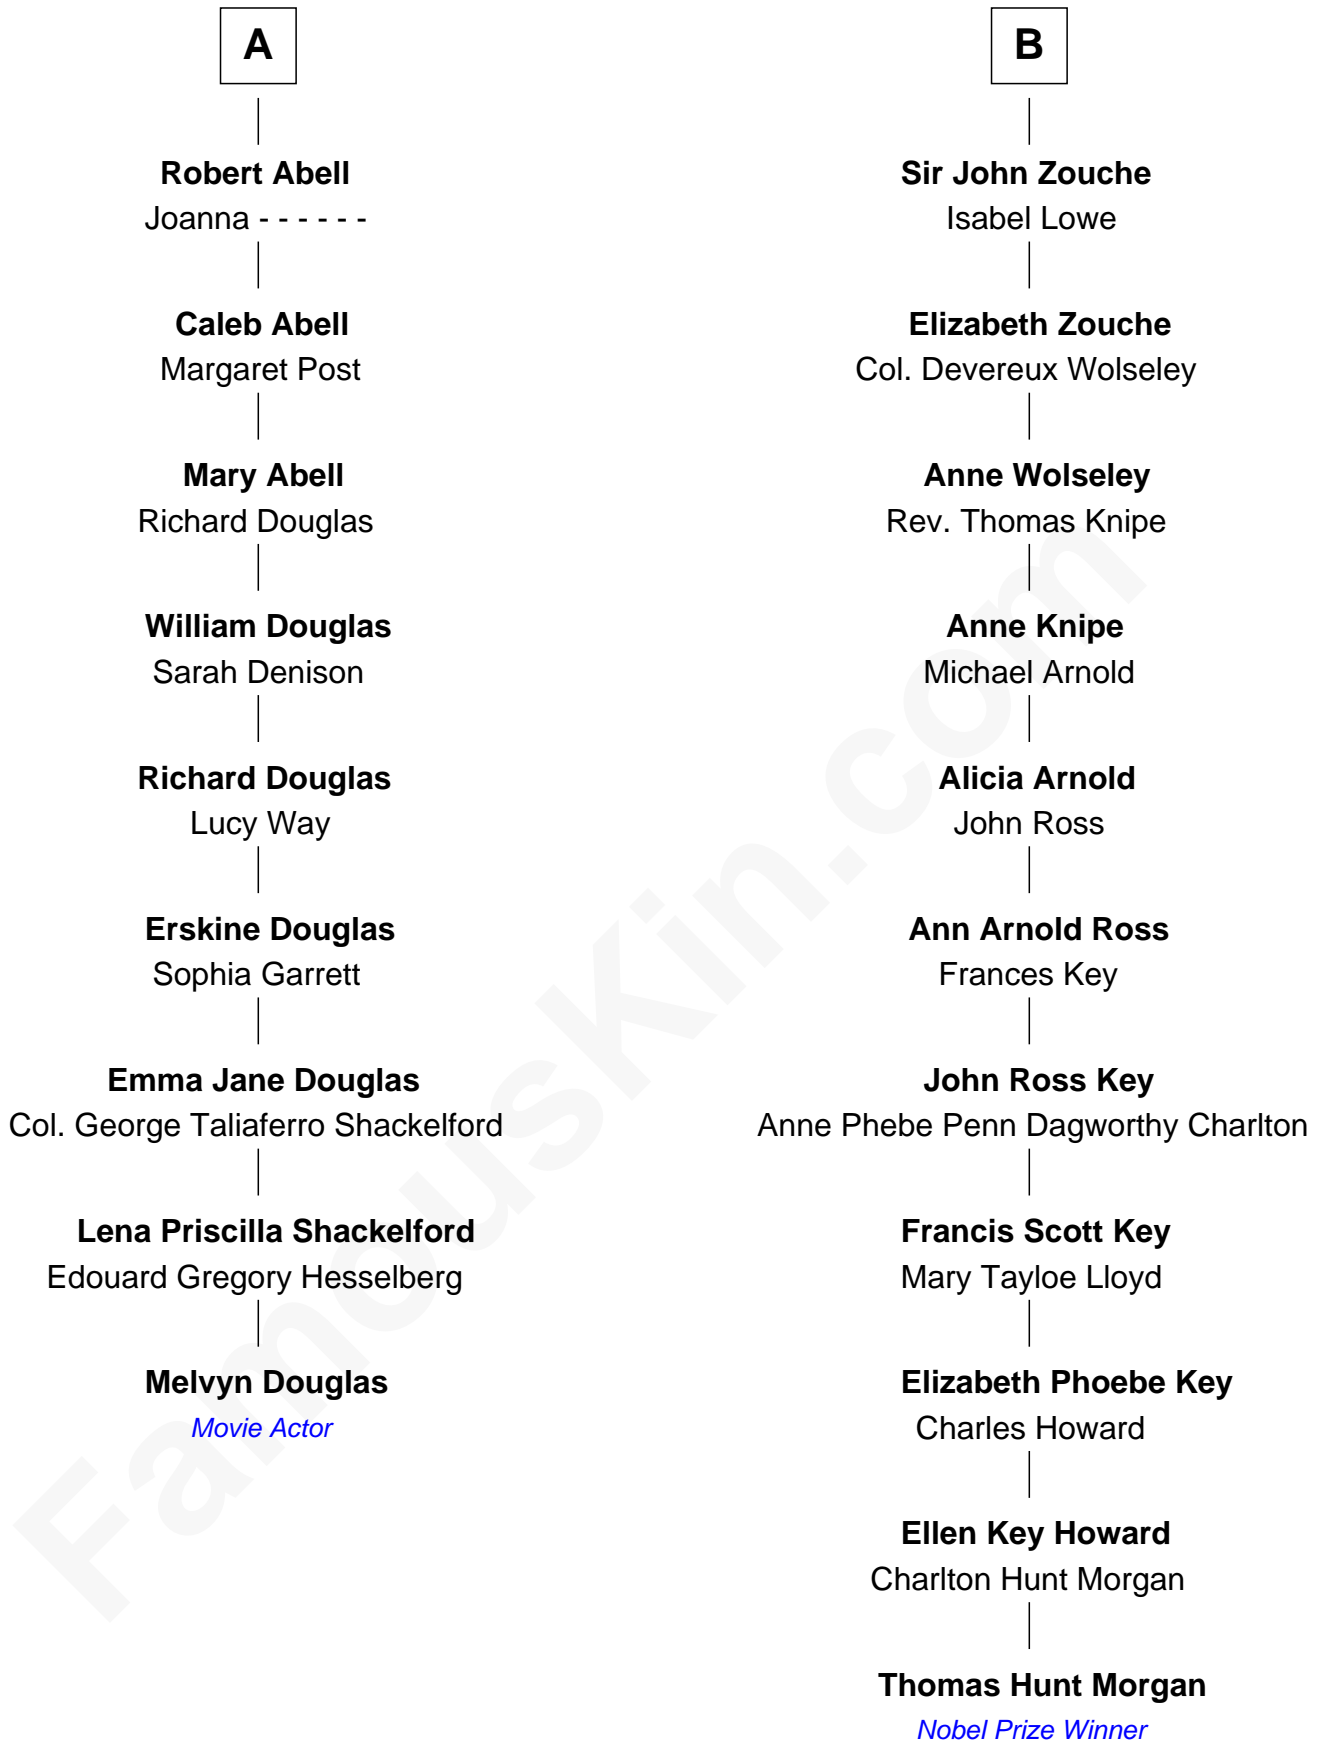 A
Robert Abell
Joanna - - - - - -
Caleb Abell
Margaret Post
Mary Abell
Richard Douglas
William Douglas
Sarah Denison
Richard Douglas
Lucy Way
Erskine Douglas
Sophia Garrett
Emma Jane Douglas
Col. George Taliaferro Shackelford
Lena Priscilla Shackelford
Edouard Gregory Hesselberg
Melvyn Douglas
Movie Actor
B
Sir John Zouche
Isabel Lowe
Elizabeth Zouche
Col. Devereux Wolseley
Anne Wolseley
Rev. Thomas Knipe
Anne Knipe
Michael Arnold
Alicia Arnold
John Ross
Ann Arnold Ross
Frances Key
John Ross Key
Anne Phebe Penn Dagworthy Charlton
Francis Scott Key
Mary Tayloe Lloyd
Elizabeth Phoebe Key
Charles Howard
Ellen Key Howard
Charlton Hunt Morgan
Thomas Hunt Morgan
Nobel Prize Winner
FamousKin.com